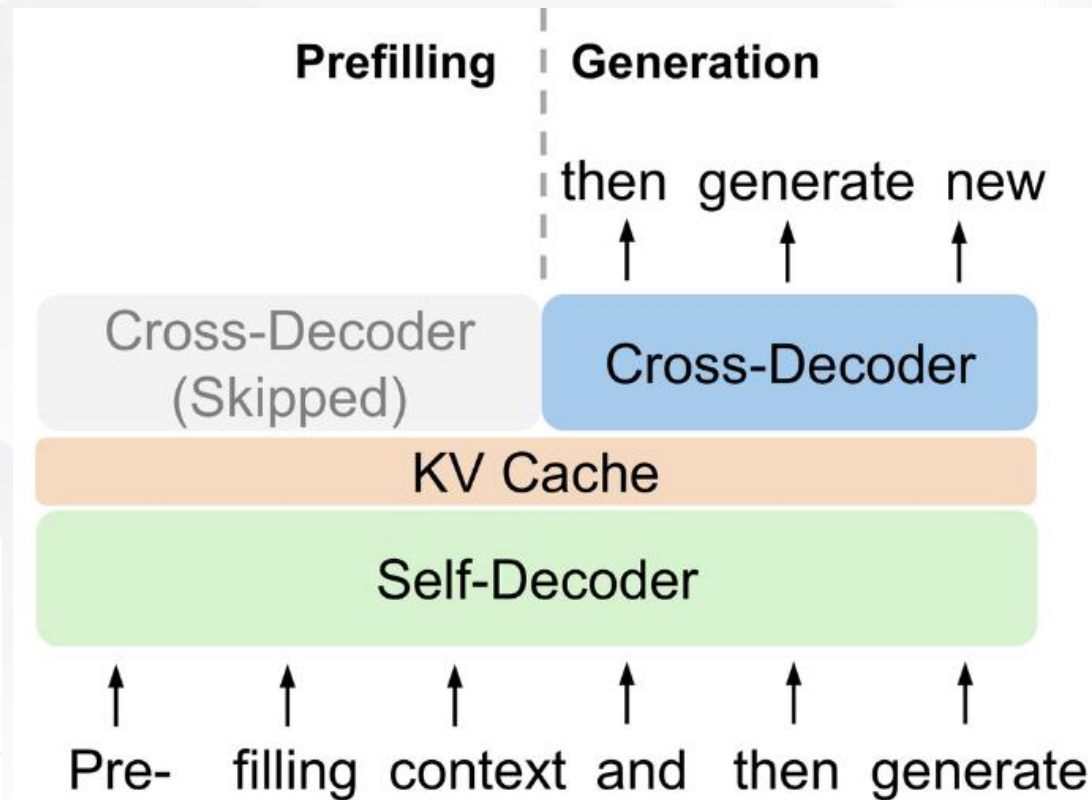 Prefilling Generation
then generate new
Cross-Decoder
(Skipped)
Cross-Decoder
KV Cache
Self-Decoder
Pre- filling context and then generate